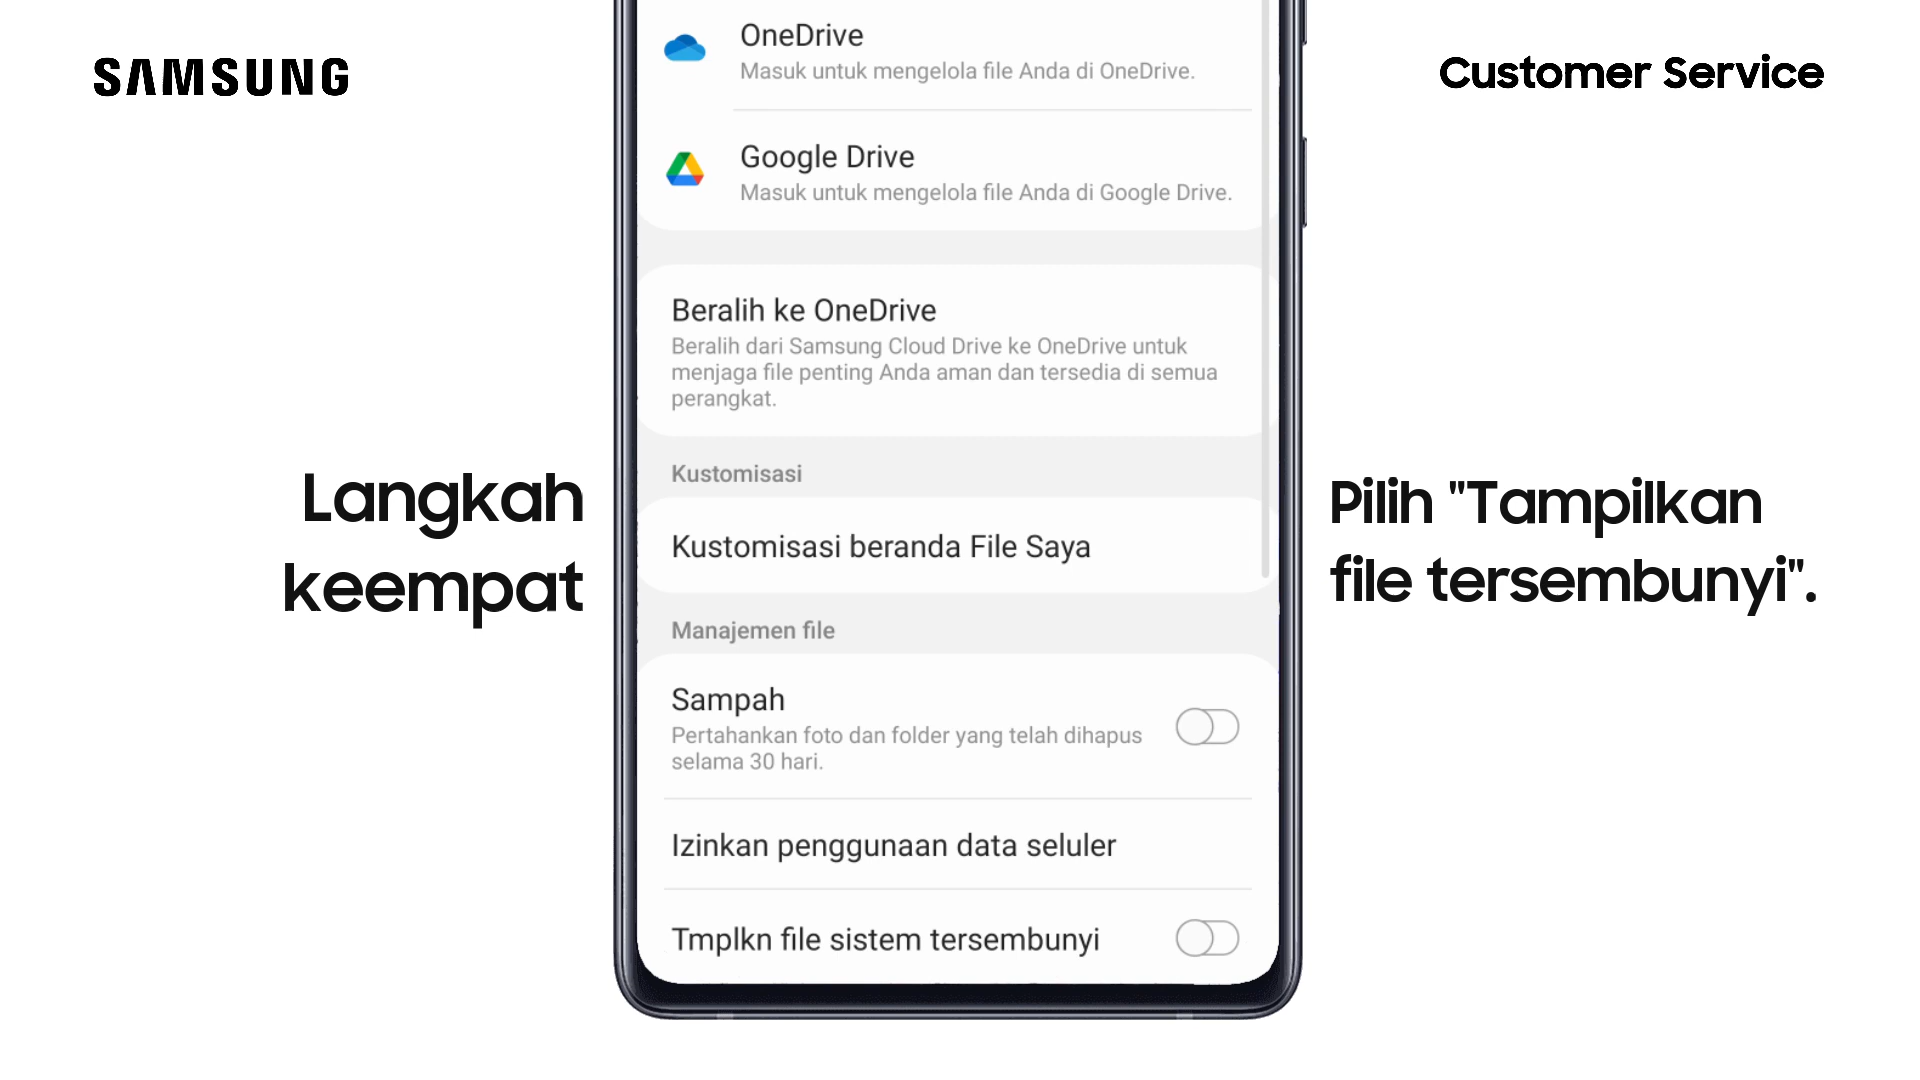 SAMSUNG
Customer Service
Langkah
keempat
OneDrive
Masuk untuk mengelola file Anda di OneDrive.
Google Drive
Masuk untuk mengelola file Anda di Google Drive.
Beralih ke OneDrive
Beralih dari Samsung Cloud Drive ke OneDrive untuk
menjaga file penting Anda aman dan tersedia di semua
perangkat.
Kustomisasi
Kustomisasi beranda File Saya
Manajemen file
Sampah
Pertahankan foto dan folder yang telah dihapus
selama 30 hari.
Izinkan penggunaan data seluler
Tmplkn file sistem tersembunyi
Pilih "Tampilkan
file tersembunyi".